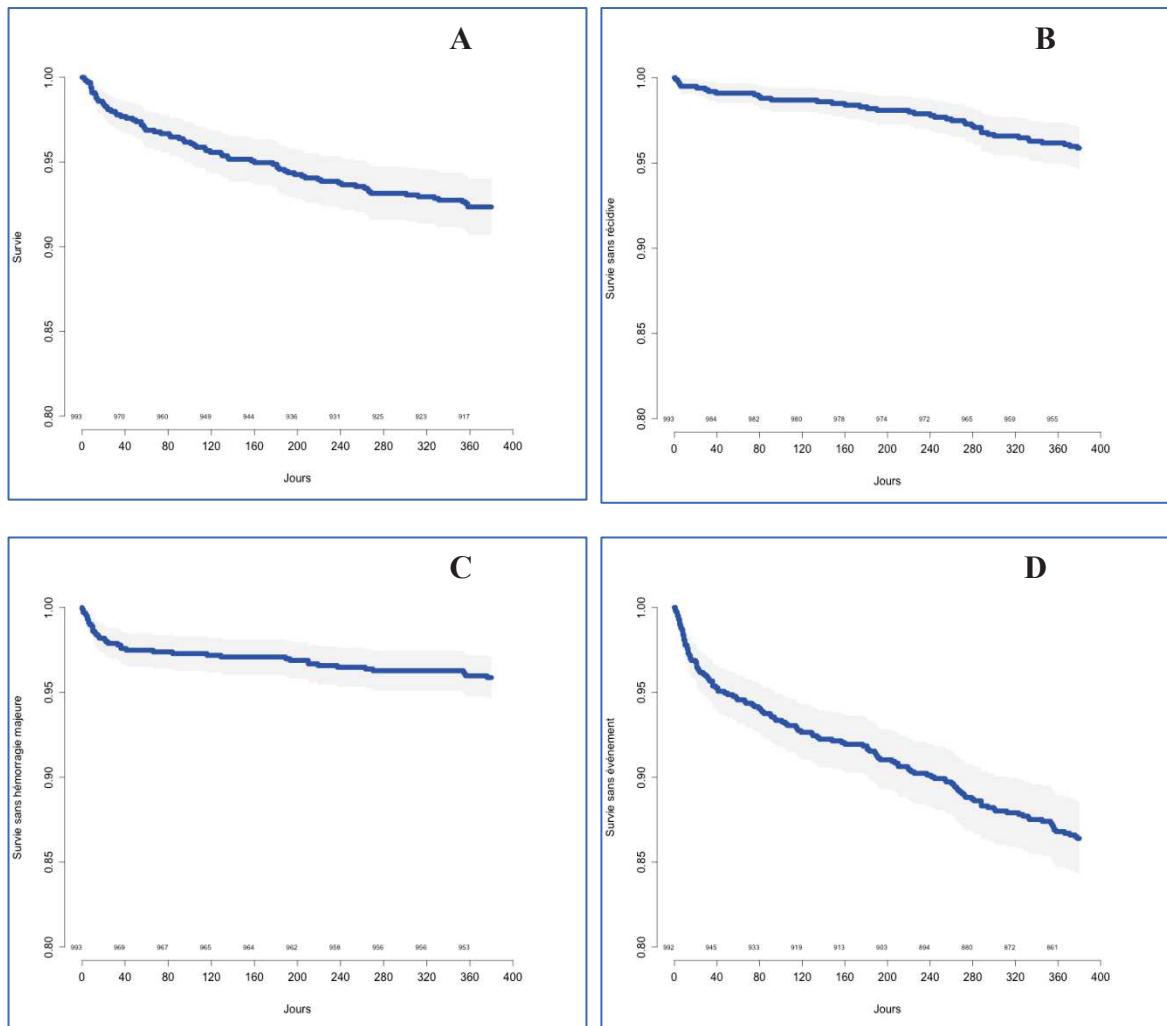 A
Survie
1.00
0.95
0.90
0.85
0.80
993 970 960 949 944 936 931 925 923 917
0 40 80 120 160 200 240 280 320 360 400
Jours
B
Survie sans récidive
1.00
0.95
0.90
0.85
0.80
993 984 982 980 978 974 972 965 959 955
0 40 80 120 160 200 240 280 320 360 400
Jours
C
Survie sans hémorragie majeure
1.00
0.95
0.90
0.85
0.80
993 969 967 965 964 962 958 956 956 953
0 40 80 120 160 200 240 280 320 360 400
Jours
D
Survie sans événement
1.00
0.95
0.90
0.85
0.80
992 945 933 919 913 903 894 880 872 861
0 40 80 120 160 200 240 280 320 360 400
Jours